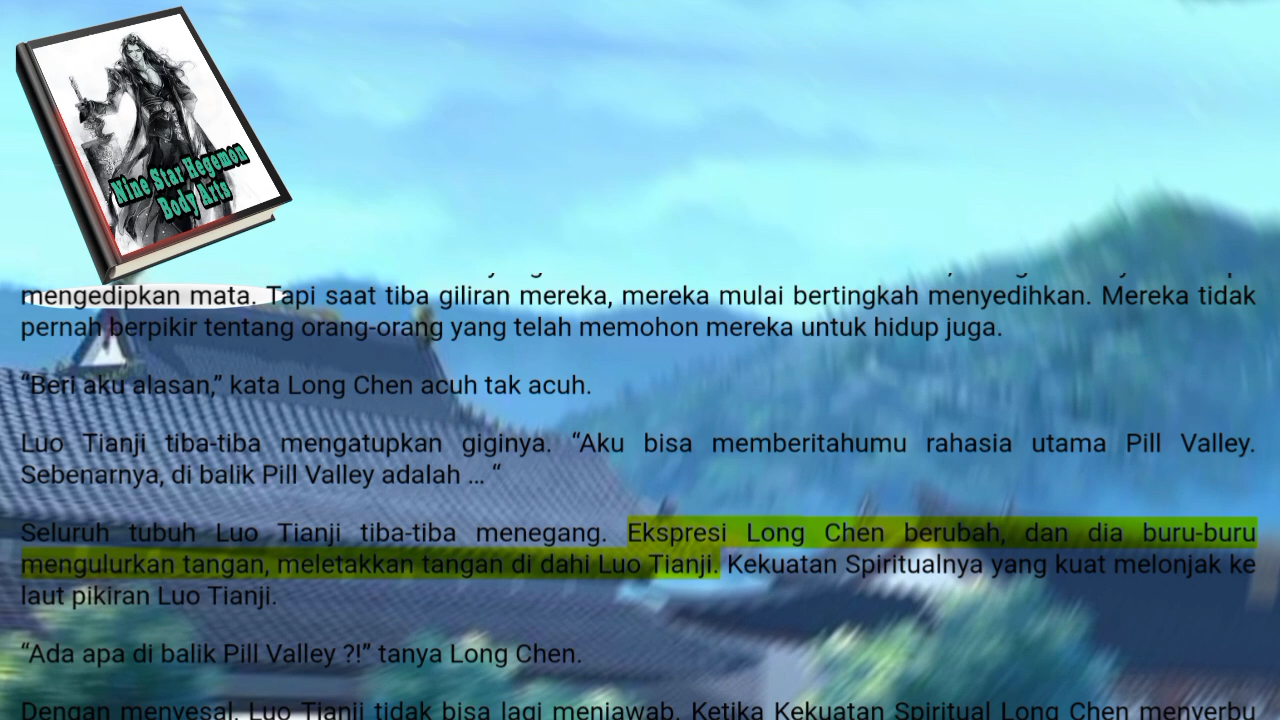 Nine Star Hegemon
Body Arts
mengedipkan mata. Tapi saat tiba giliran mereka, mereka mulai bertingkah menyedihkan. Mereka tidak
pernah berpikir tentang orang-orang yang telah memohon mereka untuk hidup juga.
“Beri aku alasan,” kata Long Chen acuh tak acuh.
Luo Tianji tiba-tiba mengatupkan giginya. “Aku bisa memberitahumu rahasia utama Pill Valley.
Sebenarnya, di balik Pill Valley adalah ... “
Seluruh tubuh Luo Tianji tiba-tiba menegang. Ekspresi Long Chen berubah, dan dia buru-buru
mengulurkan tangan, meletakkan tangan di dahi Luo Tianji. Kekuatan Spiritualnya yang kuat melonjak ke
laut pikiran Luo Tianji.
“Ada apa di balik Pill Valley ?!” tanya Long Chen.
Dengan menyesal, Luo Tianji tidak bisa lagi menjawab. Ketika Kekuatan Spiritual Long Chen menyerbu